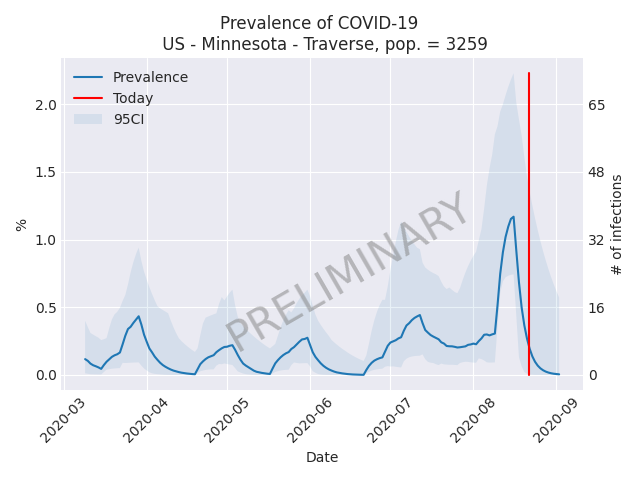 Prevalence of COVID-19
US - Minnesota - Traverse, pop. = 3259
Prevalence
Today
95CI
PRELIMINARY
2.0
1.5
1.0
0.5
0.0
%
65
48
32
16
0
# of infections
2020-03
2020-04
2020-05
2020-06
2020-07
2020-08
2020-09
Date